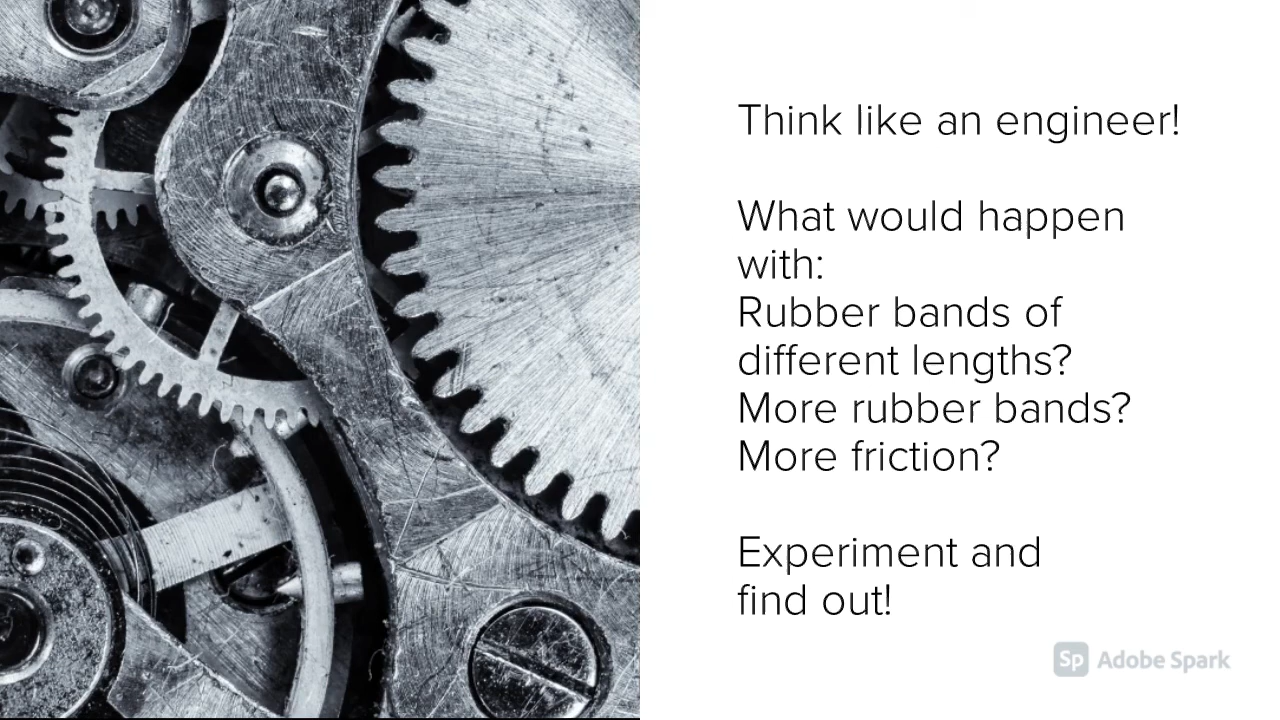 Think like an engineer!
What would happen
with:
Rubber bands of
different lengths?
More rubber bands?
More friction?
Experiment and
find out!
Sp Adobe Spark